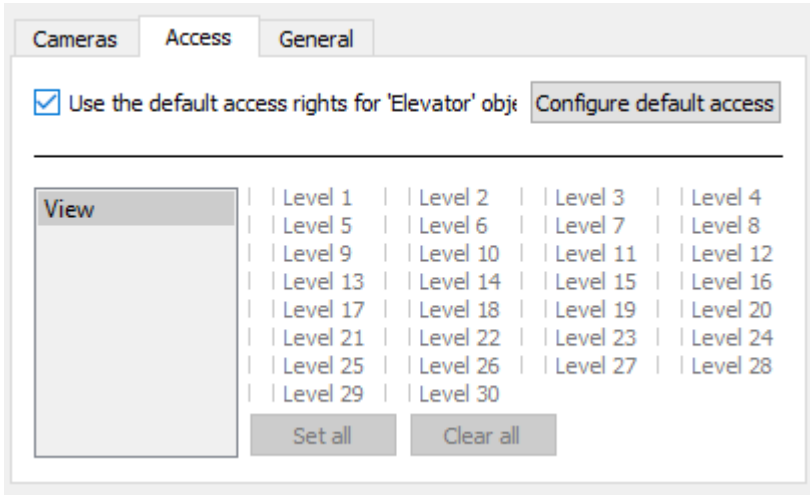 Cameras Access General
Use the default access rights for 'Elevator' obje Configure default access
View
Level 1 Level 2 Level 3 Level 4
Level 5 Level 6 Level 7 Level 8
Level 9 Level 10 Level 11 Level 12
Level 13 Level 14 Level 15 Level 16
Level 17 Level 18 Level 19 Level 20
Level 21 Level 22 Level 23 Level 24
Level 25 Level 26 Level 27 Level 28
Level 29 Level 30
Set all Clear all